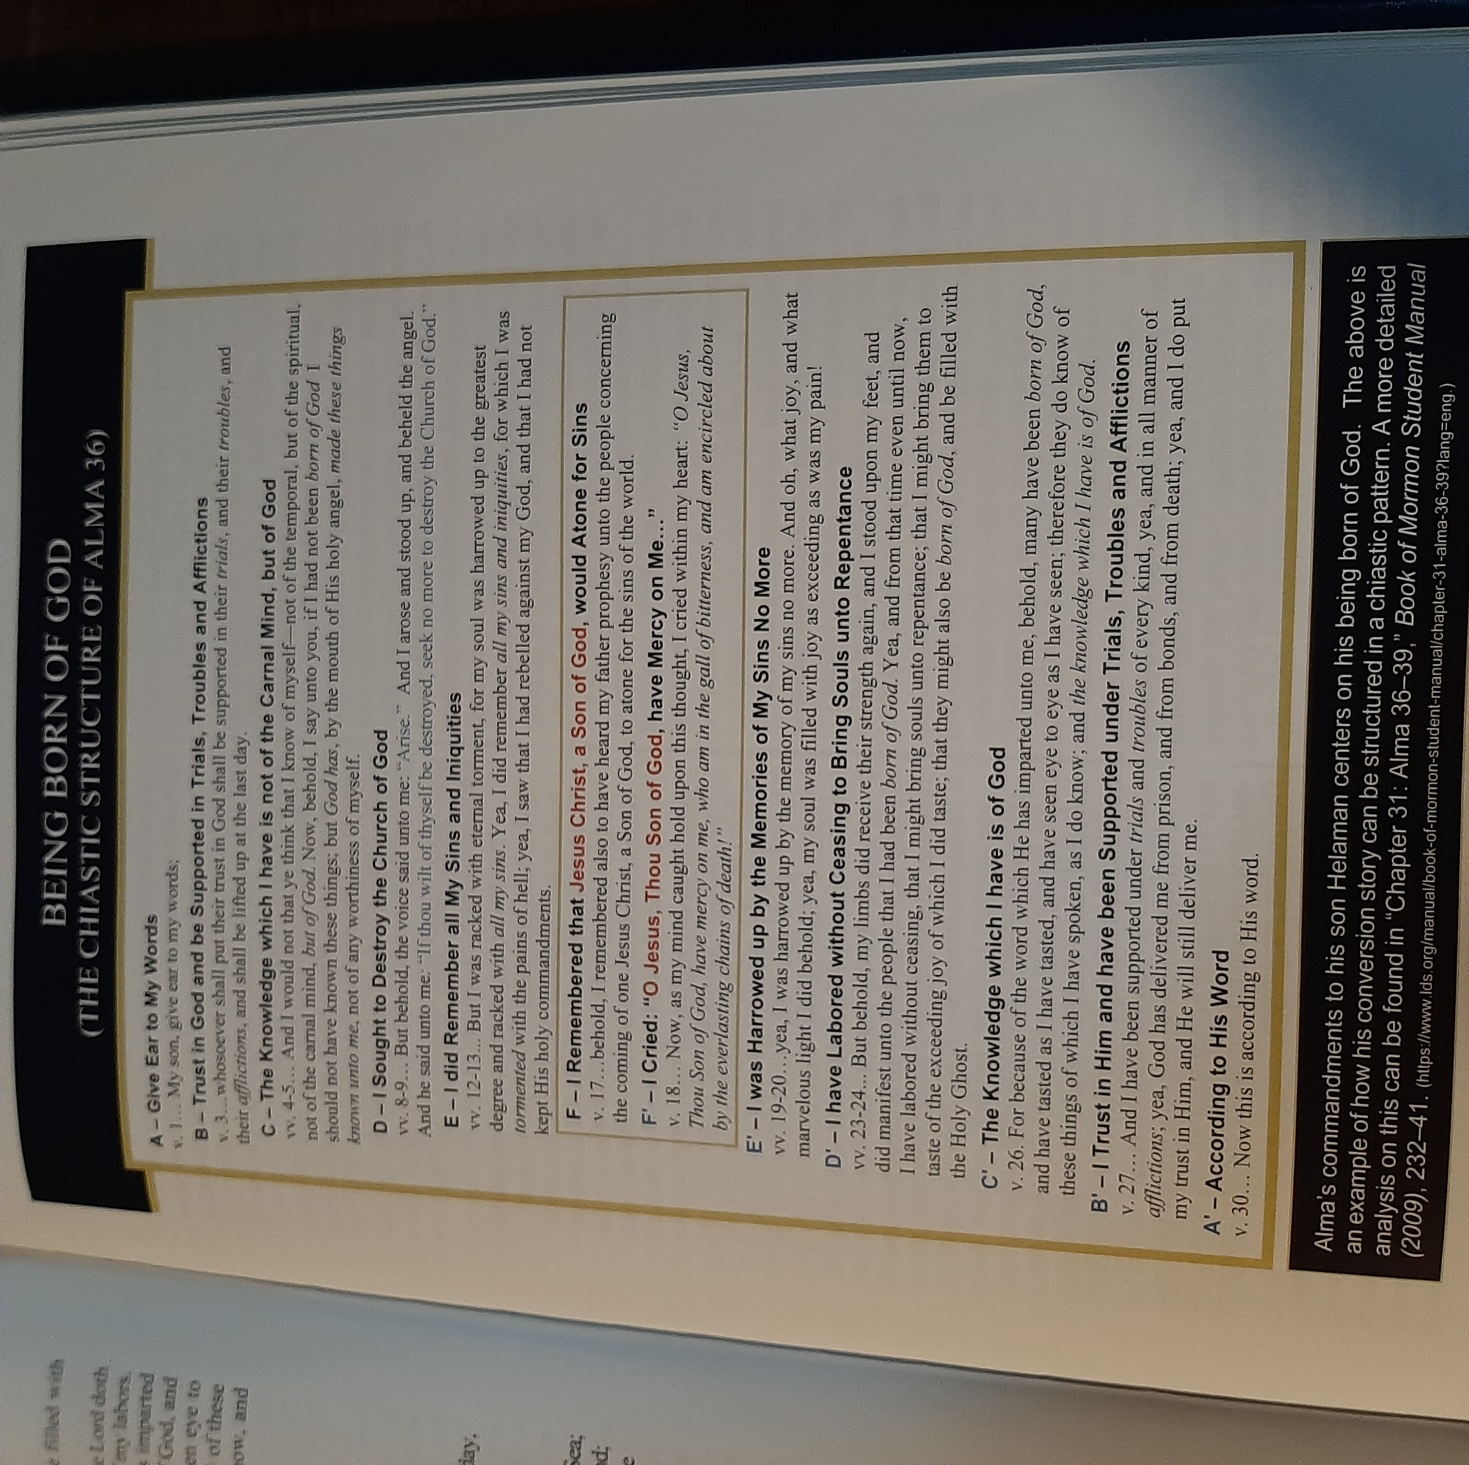 BEING BORN OF GOD
(THE CHIASTIC STRUCTURE OF ALMA 36)
A – Give Ear to My Words
v. 1… My son, give ear to my words;
B – Trust in God and be Supported in Trials, Troubles and Afflictions
v. 3…whosoever shall put their trust in God shall be supported in their trials, and their troubles, and
their afflictions, and shall be lifted up at the last day.
C – The Knowledge which I have is not of the Carnal Mind, but of God
vv. 4-5… And I would not that ye think that I know of myself—not of the temporal, but of the spiritual,
not of the carnal mind, but of God. Now, behold, I say unto you, if I had not been born of God I
should not have known these things; but God has, by the mouth of His holy angel, made these things
known unto me, not of any worthiness of myself.
D – I Sought to Destroy the Church of God
vv. 8-9… But behold, the voice said unto me: “Arise.” And I arose and stood up, and beheld the angel.
And he said unto me: “If thou wilt of thyself be destroyed, seek no more to destroy the Church of God.”
E – I did Remember all My Sins and Iniquities
vv. 12-13… But I was racked with eternal torment, for my soul was harrowed up to the greatest
degree and racked with all my sins. Yea, I did remember all my sins and iniquities, for which I was
tormented with the pains of hell; yea, I saw that I had rebelled against my God, and that I had not
kept His holy commandments.
F – I Remembered that Jesus Christ, a Son of God, would Atone for Sins
v. 17…behold, I remembered also to have heard my father prophesy unto the people concerning
the coming of one Jesus Christ, a Son of God, to atone for the sins of the world.
F' – I Cried: “O Jesus, Thou Son of God, have Mercy on Me…”
v. 18… Now, as my mind caught hold upon this thought, I cried within my heart: “O Jesus,
Thou Son of God, have mercy on me, who am in the gall of bitterness, and am encircled about
by the everlasting chains of death!”
E' – I was Harrowed up by the Memories of My Sins No More
vv. 19-20…yea, I was harrowed up by the memory of my sins no more. And oh, what joy, and what
marvelous light I did behold; yea, my soul was filled with joy as exceeding as was my pain!
D' – I have Labored without Ceasing to Bring Souls unto Repentance
vv. 23-24… But behold, my limbs did receive their strength again, and I stood upon my feet, and
did manifest unto the people that I had been born of God. Yea, and from that time even until now,
I have labored without ceasing, that I might bring souls unto repentance; that I might bring them to
taste of the exceeding joy of which I did taste; that they might also be born of God, and be filled with
the Holy Ghost.
C' – The Knowledge which I have is of God
v. 26. For because of the word which He has imparted unto me, behold, many have been born of God,
and have tasted as I have tasted, and have seen eye to eye as I have seen; therefore they do know of
these things of which I have spoken, as I do know; and the knowledge which I have is of God.
B' – I Trust in Him and have been Supported under Trials, Troubles and Afflictions
v. 27… And I have been supported under trials and troubles of every kind, yea, and in all manner of
afflictions; yea, God has delivered me from prison, and from bonds, and from death; yea, and I do put
my trust in Him, and He will still deliver me.
A' – According to His Word
v. 30… Now this is according to His word.
Alma’s commandments to his son Helaman centers on his being born of God. The above is
an example of how his conversion story can be structured in a chiastic pattern. A more detailed
analysis on this can be found in “Chapter 31: Alma 36–39,” Book of Mormon Student Manual
(2009), 232–41. (https://www.lds.org/manual/book-of-mormon-student-manual/chapter-31-alma-36-39?lang=eng.)
filled with
Lord doth
my labors,
imparted
God, and
en eye to
of these
ow, and
day.
Sea;
nd;
e